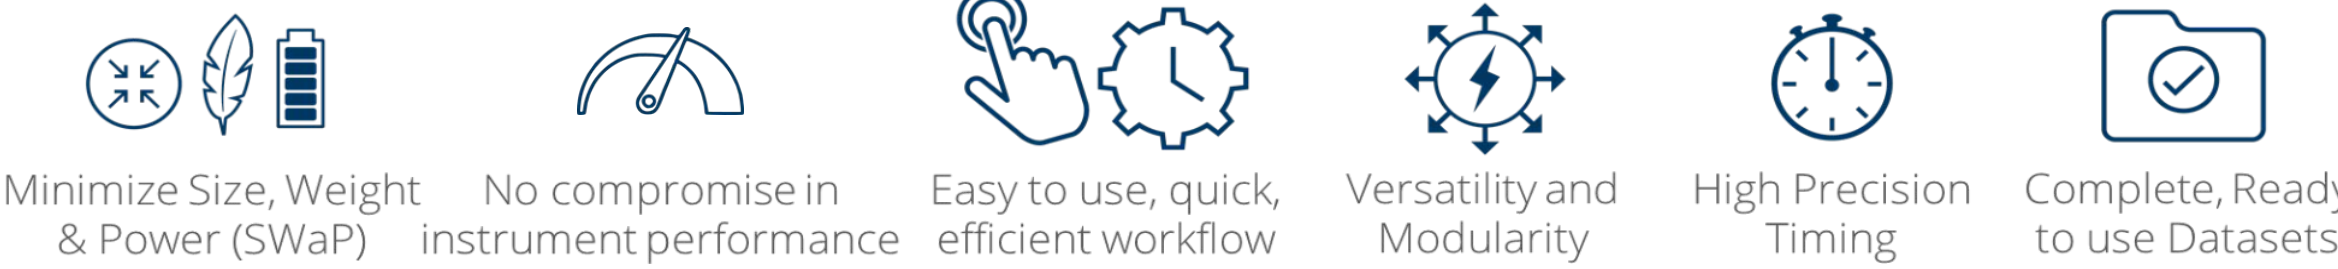 Minimize Size, Weight
& Power (SWaP)
No compromise in
instrument performance
Easy to use, quick,
efficient workflow
Versatility and
Modularity
High Precision
Timing
Complete, Ready
to use Datasets